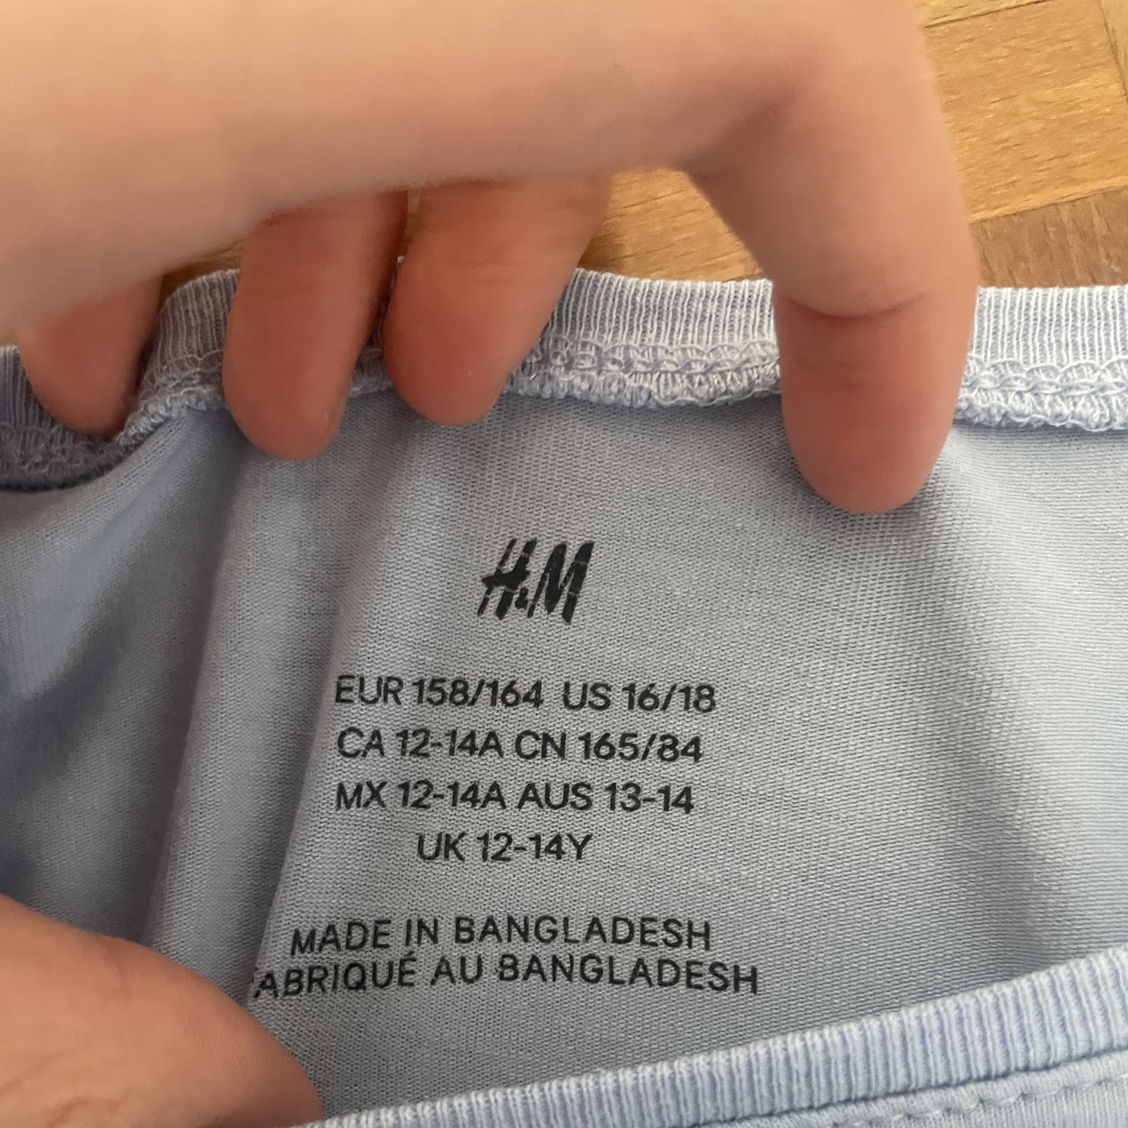 H&M
EUR 158/164 US 16/18
CA 12-14A CN 165/84
MX 12-14A AUS 13-14
UK 12-14Y
MADE IN BANGLADESH
ABRIQUÉ AU BANGLADESH